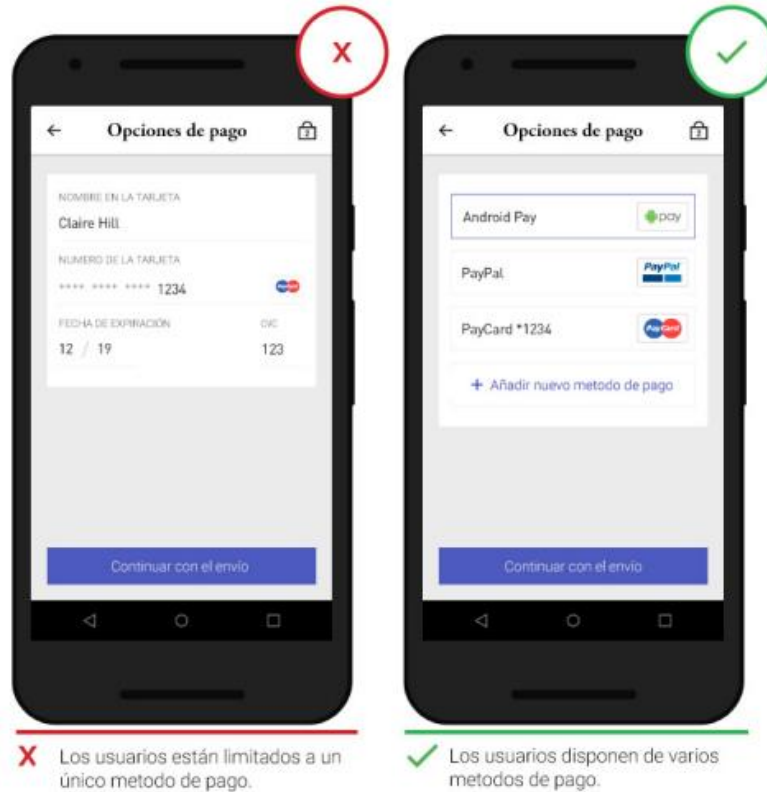 X
Opciones de pago
2
NOMBRE EN LA TARJETA
Claire Hill
NUMERO DE LA TARJETA
**** **** **** 1234
PayCard
FECHA DE EXPIRACIÓN
CVC
12 / 19
123
Continuar con el envío
X Los usuarios están limitados a un
único metodo de pago.
Opciones de pago
2
Android Pay
pay
PayPal
PayPal
PayCard *1234
PayCard
+ Añadir nuevo metodo de pago
Continuar con el envío
Los usuarios disponen de varios
metodos de pago.